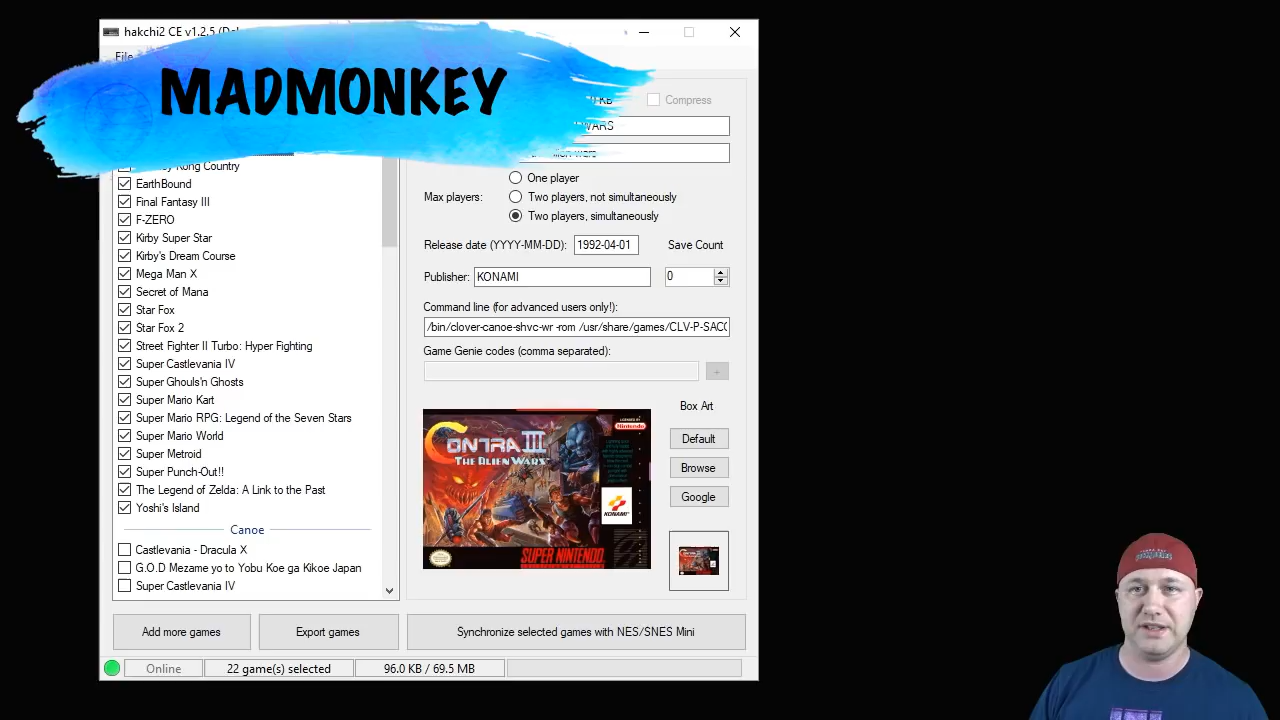 hakchi2 CE v1.2.5
File
MADMONKEY
KB
Compress
WARS
alien wars
Kong Country
EarthBound
Final Fantasy III
F-ZERO
Kirby Super Star
Kirby's Dream Course
Mega Man X
Secret of Mana
Star Fox
Star Fox 2
Street Fighter II Turbo: Hyper Fighting
Super Castlevania IV
Super Ghouls'n Ghosts
Super Mario Kart
Super Mario RPG: Legend of the Seven Stars
Super Mario World
Super Metroid
Super Punch-Out!!
The Legend of Zelda: A Link to the Past
Yoshi's Island
Canoe
Castlevania - Dracula X
G.O.D Mezame yo to Yobu Koe ga Kikoe Japan
Super Castlevania IV
One player
Max players:
Two players, not simultaneously
Two players, simultaneously
Release date (YYYY-MM-DD):
1992-04-01
Save Count
Publisher:
KONAMI
0
Command line (for advanced users only!):
/bin/clover-canoe-shvc-wr -rom /usr/share/games/CLV-P-SAC
Game Genie codes (comma separated):
+
Box Art
Default
Browse
Google
LICENSED BY
Nintendo
CONTRA III
THE ALIEN WARS
KONAMI
SUPER NINTENDO
Add more games
Export games
Synchronize selected games with NES/SNES Mini
Online
22 game(s) selected
96.0 KB / 69.5 MB